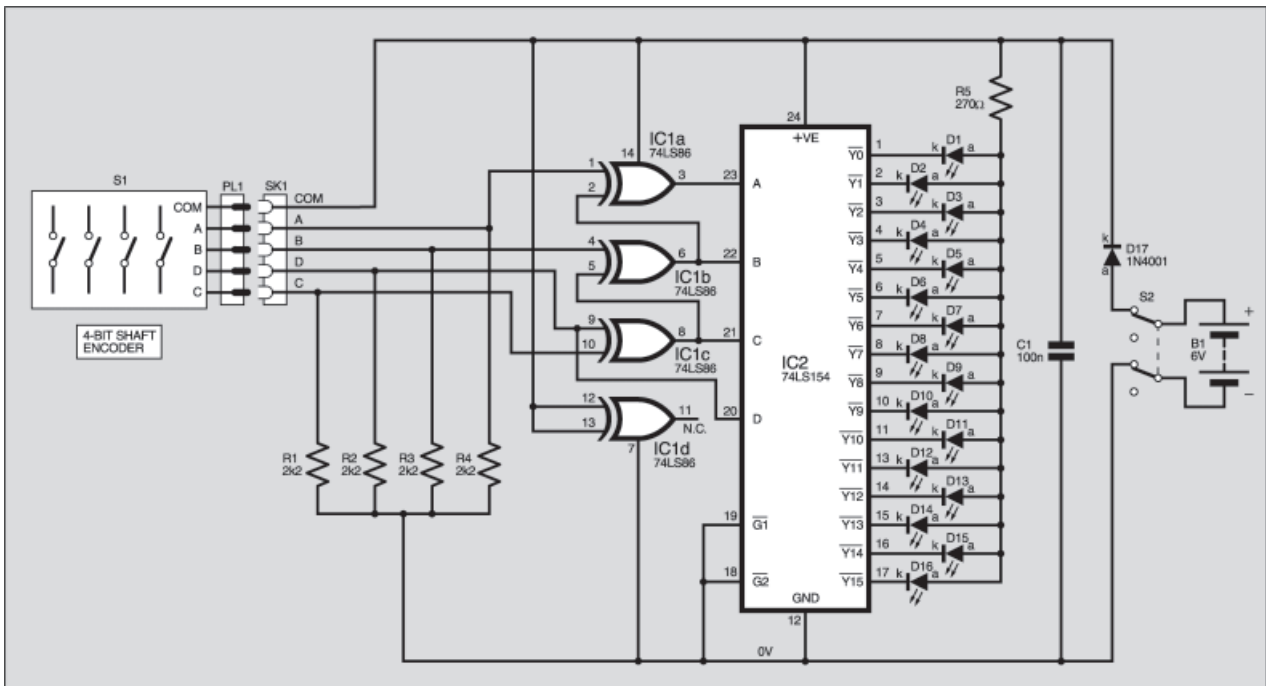 S1
PL1
SK1
COM
A
B
D
C
COM
A
B
D
C
4-BIT SHAFT
ENCODER
R1
2k2
R2
2k2
R3
2k2
R4
2k2
IC1a
74LS86
14
1
2
3
4
5
6
IC1b
74LS86
9
10
8
IC1c
74LS86
12
13
11
N.C.
7
IC1d
74LS86
24
+VE
23
A
22
B
21
C
20
D
19
G1
18
G2
IC2
74LS154
GND
12
0V
Y0
1
k
D1
a
Y1
2
k
D2
a
Y2
3
k
D3
a
Y3
4
k
D4
a
Y4
5
k
D5
a
Y5
6
k
D6
a
Y6
7
k
D7
a
Y7
8
k
D8
a
Y8
9
k
D9
a
Y9
10
k
D10
a
Y10
11
k
D11
a
Y11
13
k
D12
a
Y12
14
k
D13
a
Y13
15
k
D14
a
Y14
16
k
D15
a
Y15
17
k
D16
a
R5
270Ω
C1
100n
k
D17
1N4001
a
S2
+
B1
6V
−